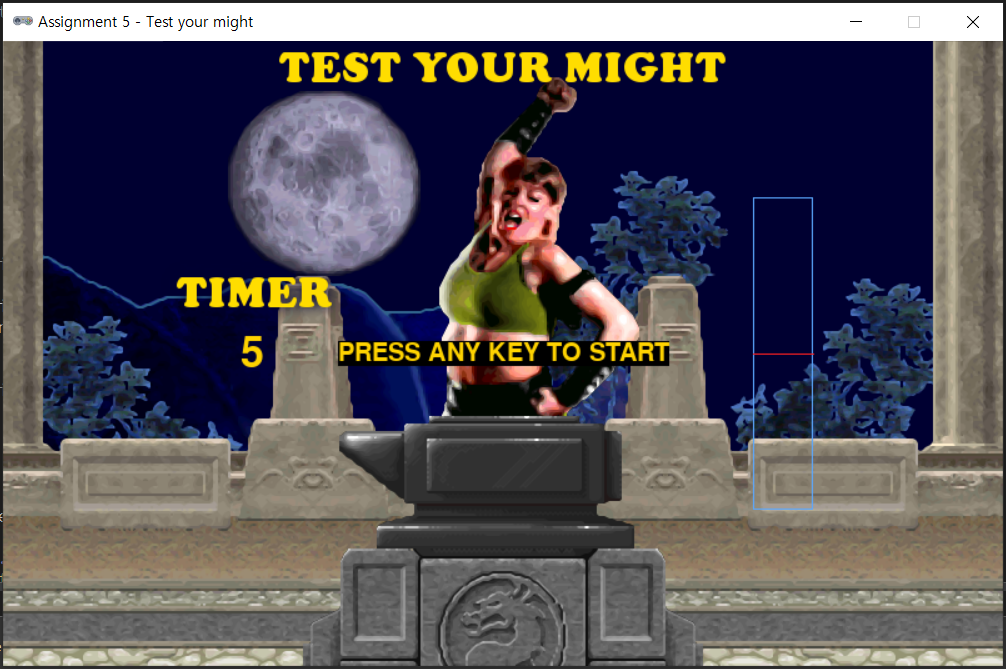 Assignment 5 - Test your might
TEST YOUR MIGHT
TIMER
5
PRESS ANY KEY TO START